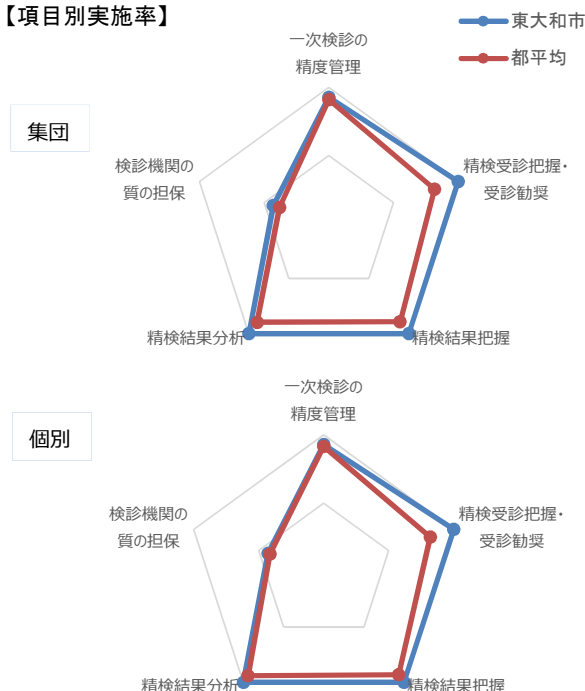 【項目別実施率】
東大和市
都平均
集団
一次検診の
精度管理
精検受診把握・
受診勧奨
精検結果把握
精検結果分析
検診機関の
質の担保
個別
一次検診の
精度管理
精検受診把握・
受診勧奨
精検結果把握
精検結果分析
検診機関の
質の担保